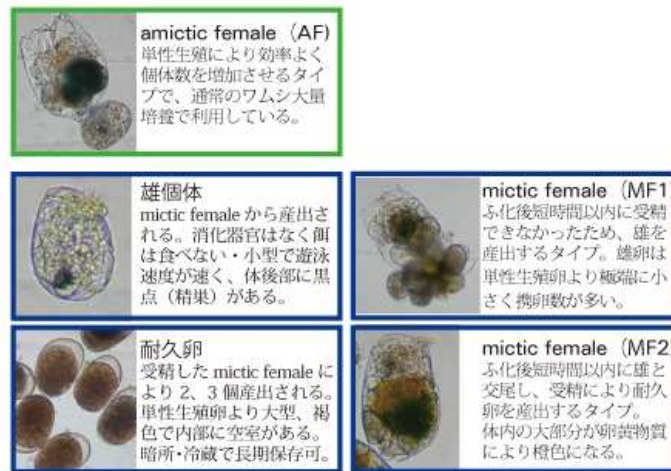 amictic female（AF)
単性生殖により効率よく
個体数を増加させるタイ
プで、通常のワムシ大量
培養で利用している。
雄個体
mictic female から産出さ
れる。消化器官はなく餌
は食べない・小型で遊泳
速度が速く、体後部に黒
点（精巣）がある。
mictic female（MF1
ふ化後短時間以内に受精
できなかったため、雄を
産出するタイプ。雄卵は
単性生殖卵より極端に小
さく携卵数が多い。
耐久卵
受精した mictic female に
より 2、3 個産出される。
単性生殖卵より大型、褐
色で内部に空室がある。
暗所・冷蔵で長期保存可。
mictic female（MF2
ふ化後短時間以内に雄と
交尾し、受精により耐久
卵を産出するタイプ。
体内の大部分が卵黄物質
により橙色になる。